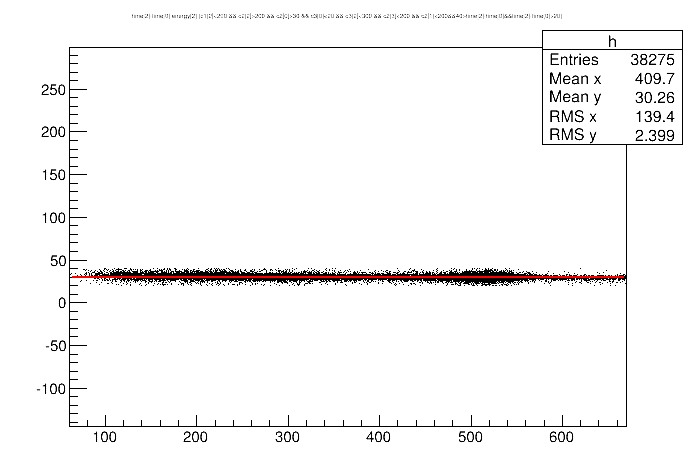 h
Entries 38275
Mean x 409.7
Mean y 30.26
RMS x 139.4
RMS y 2.399
250
200
150
100
50
0
-50
-100
100 200 300 400 500 600